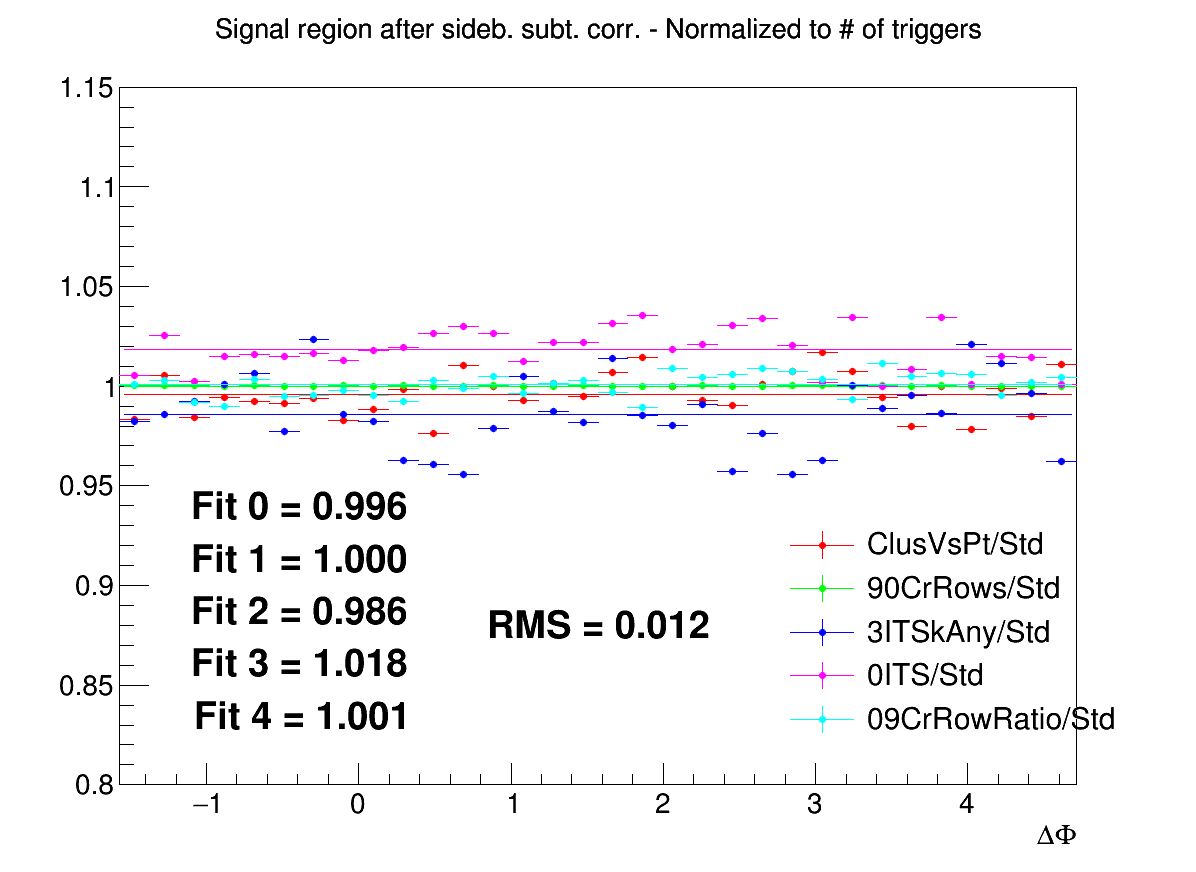 Signal region after sideb. subt. corr. - Normalized to # of triggers
1.15
1.1
1.05
1
0.95
0.9
0.85
0.8
Fit 0 = 0.996
Fit 1 = 1.000
Fit 2 = 0.986
Fit 3 = 1.018
Fit 4 = 1.001
RMS = 0.012
ClusVsPt/Std
90CrRows/Std
3ITSkAny/Std
0ITS/Std
09CrRowRatio/Std
−1 0 1 2 3 4
ΔΦ